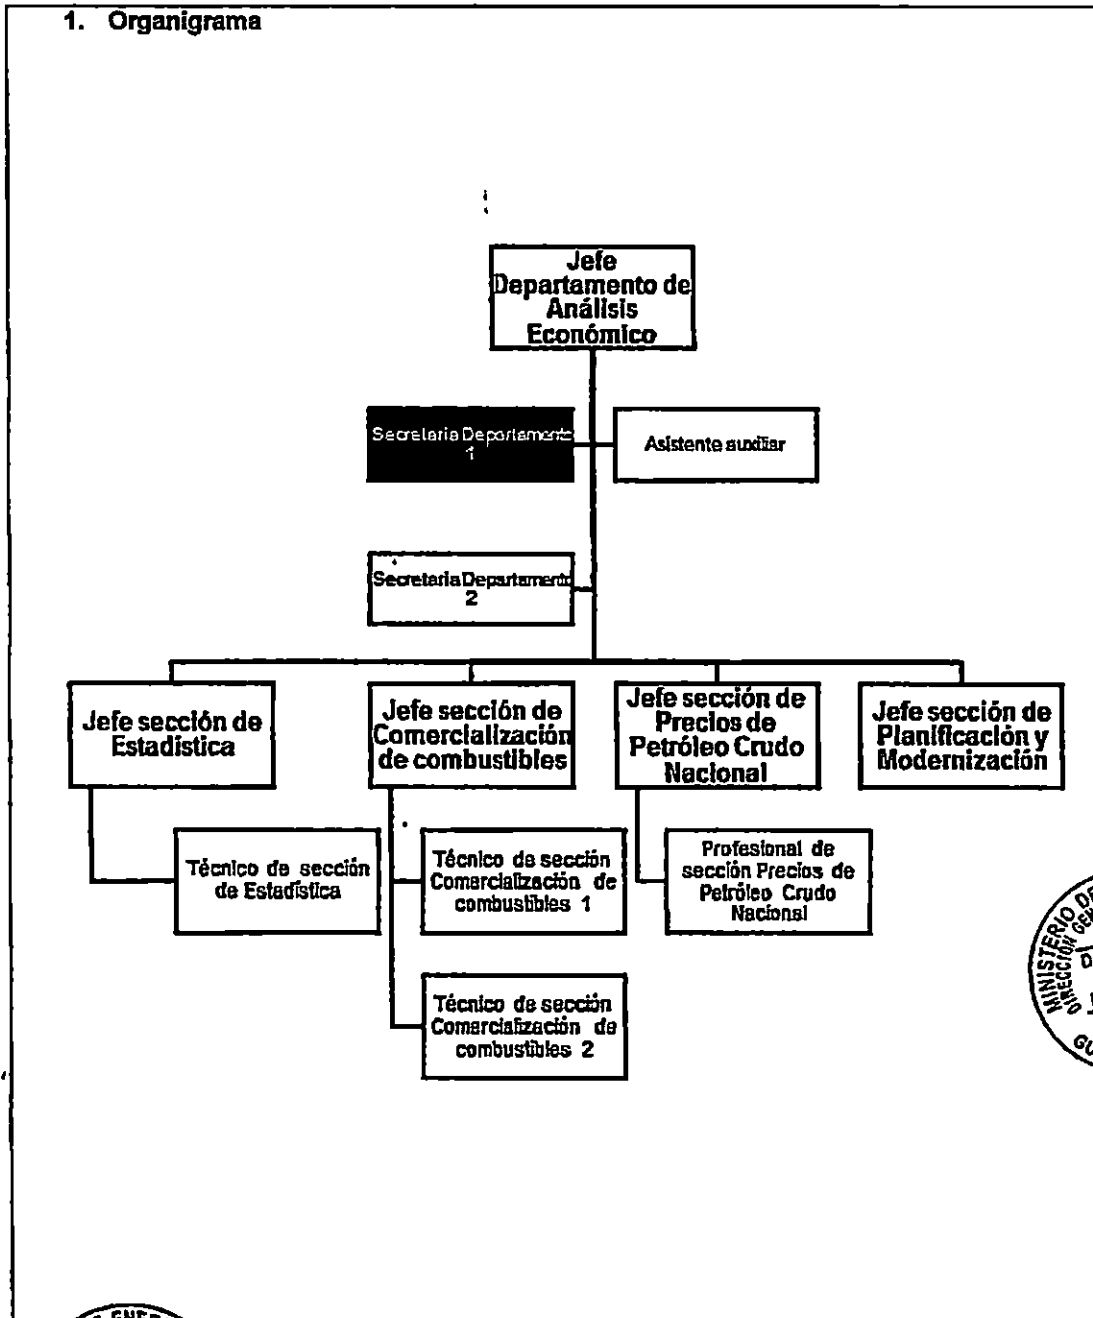 1. Organigrama
Jefe
Departamento de
Análisis
Económico
Secretaria Departamento
1
Asistente auxiliar
Secretaria Departamento
2
Jefe sección de
Estadística
Jefe sección de
Comercialización
de combustibles
Jefe sección de
Precios de
Petróleo Crudo
Nacional
Jefe sección de
Planificación y
Modernización
Técnico de sección
de Estadística
Técnico de sección
Comercialización de
combustibles 1
Profesional de
sección Precios de
Petróleo Crudo
Nacional
Técnico de sección
Comercialización de
combustibles 2
MINISTERIO DE
DIRECCIÓN GEN